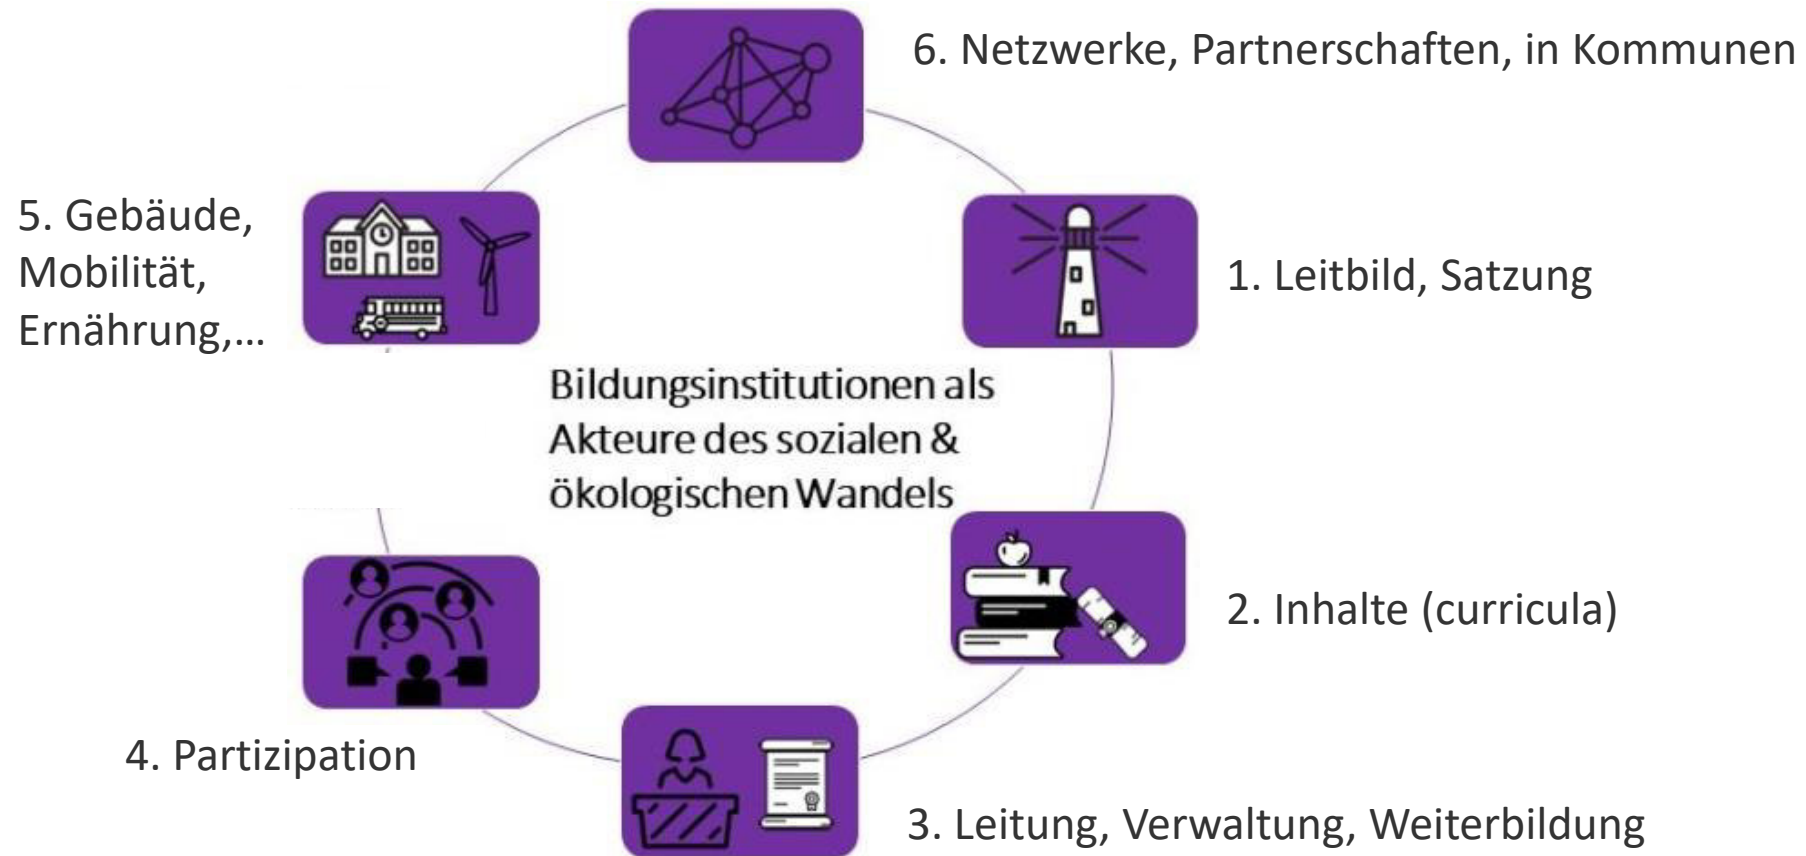 6. Netzwerke, Partnerschaften, in Kommunen
5. Gebäude,
Mobilität,
Ernährung,...
1. Leitbild, Satzung
Bildungsinstitutionen als
Akteure des sozialen &
ökologischen Wandels
2. Inhalte (curricula)
4. Partizipation
3. Leitung, Verwaltung, Weiterbildung